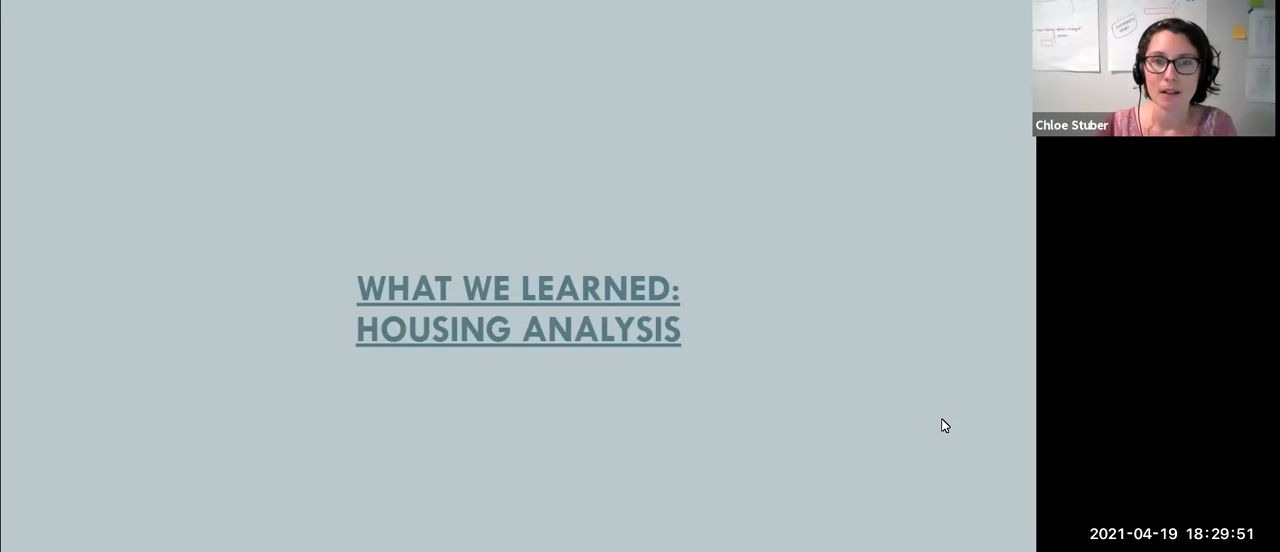 WHAT WE LEARNED:
HOUSING ANALYSIS
Chloe Stuber
2021-04-19 18:29:51